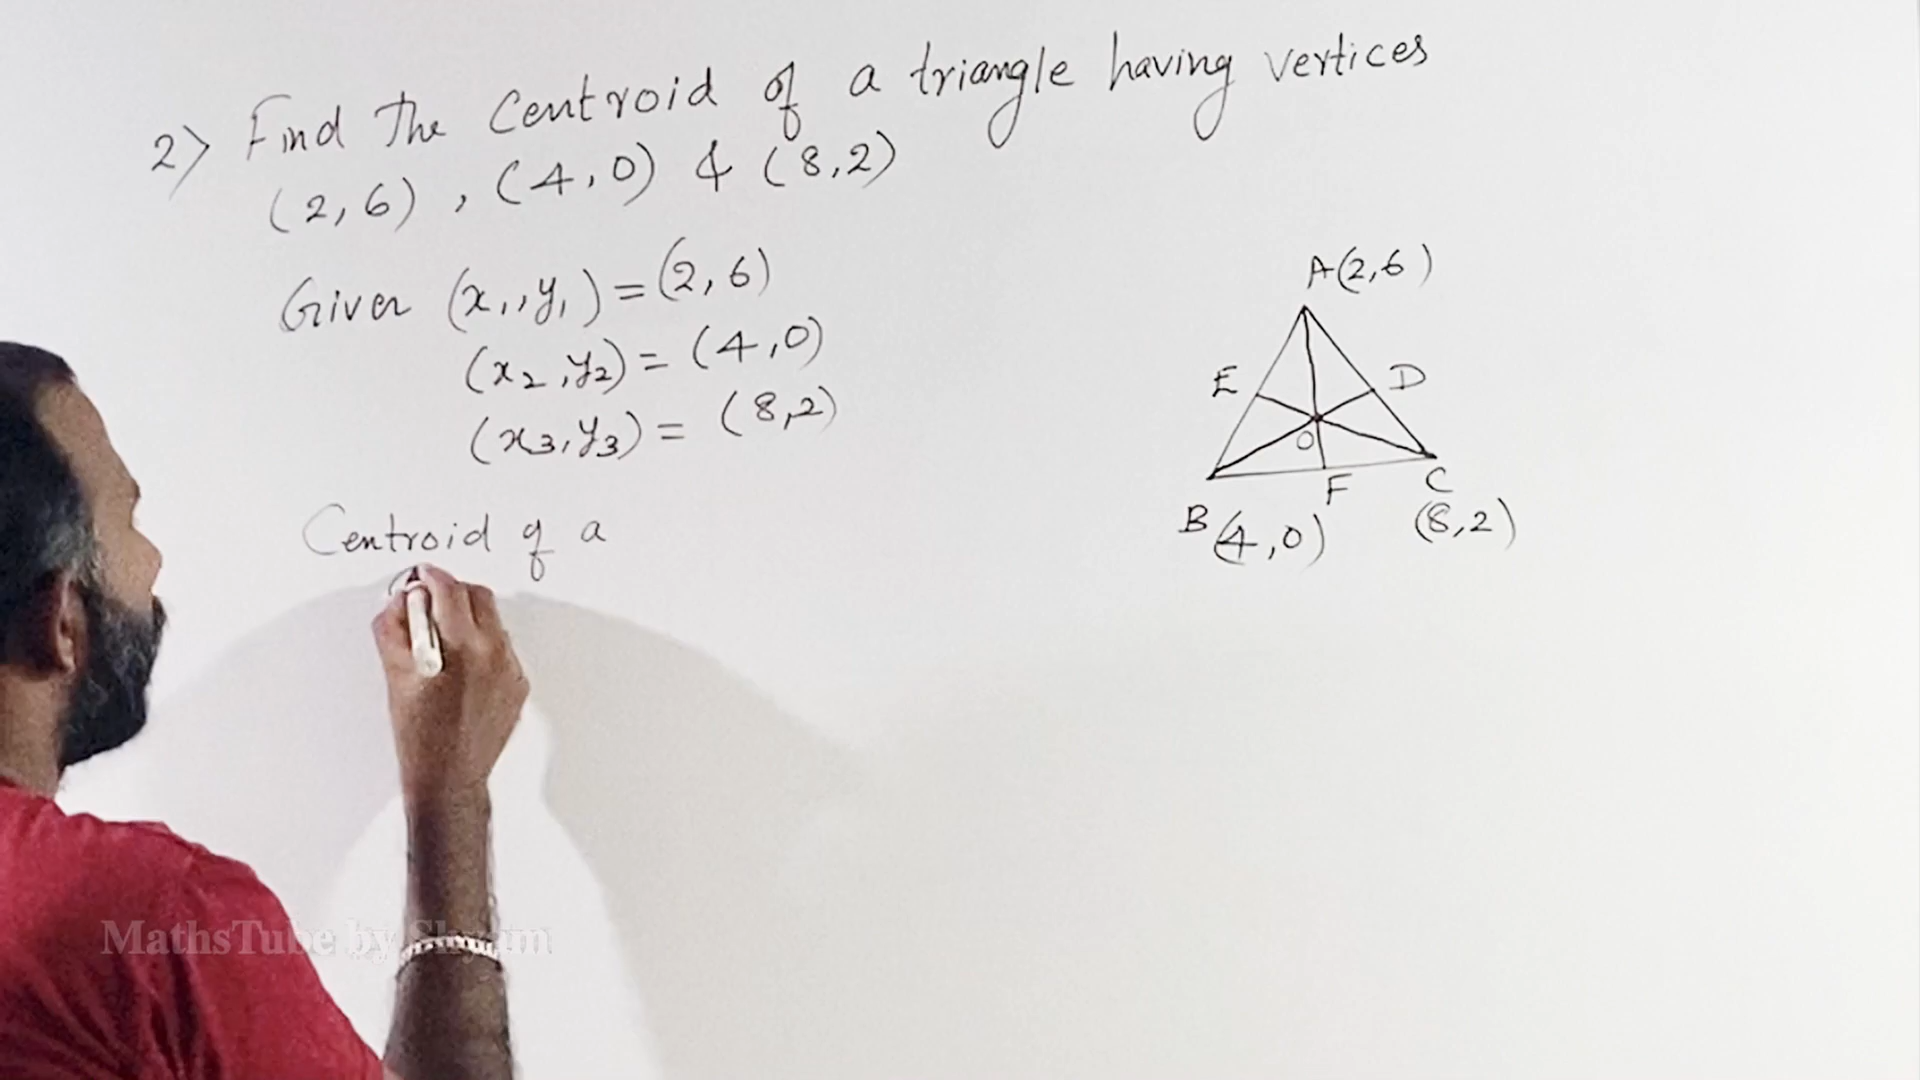 2) Find the Centroid of a triangle having vertices
(2,6) , (4,0) & (8,2)
Given (x₁,y₁) = (2,6)
(x₂,y₂) = (4,0)
(x₃,y₃) = (8,2)
Centroid of a
A(2,6)
E
D
O
F
C
B(4,0)
(8,2)
MathsTube by Shyam